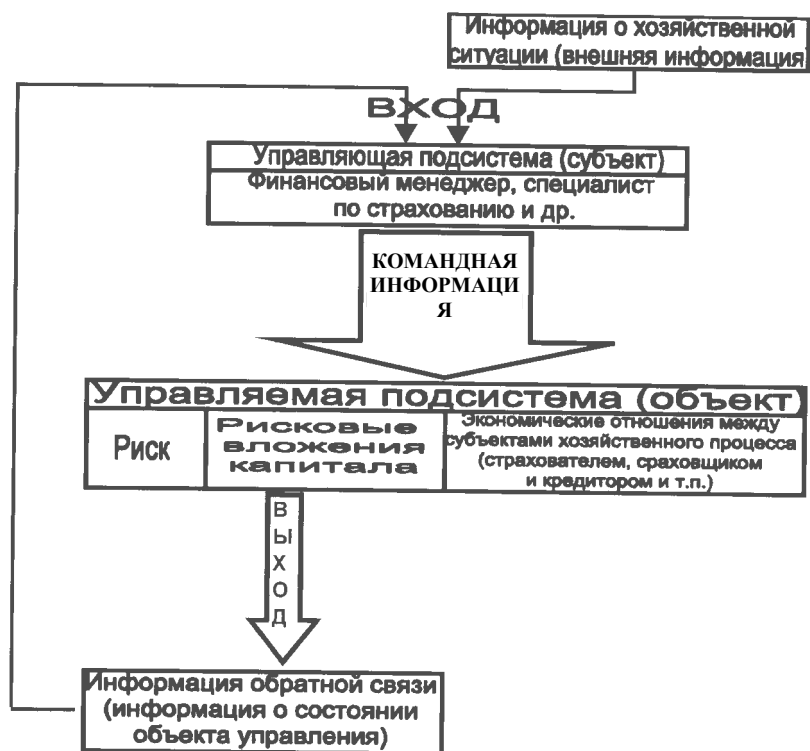 Информация о хозяйственной
ситуации (внешняя информация)
ВХОД
Управляющая подсистема (субъект)
Финансовый менеджер, специалист
по страхованию и др.
КОМАНДНАЯ
ИНФОРМАЦИ
Я
Управляемая подсистема (объект)
Риск
Рисковые
вложения
капитала
Экономические отношения между
субъектами хозяйственного процесса
(страхователем, сраховщиком
и кредитором и т.п.)
В
Ы
Х
О
Д
Информация обратной связи
(информация о состоянии
объекта управления)